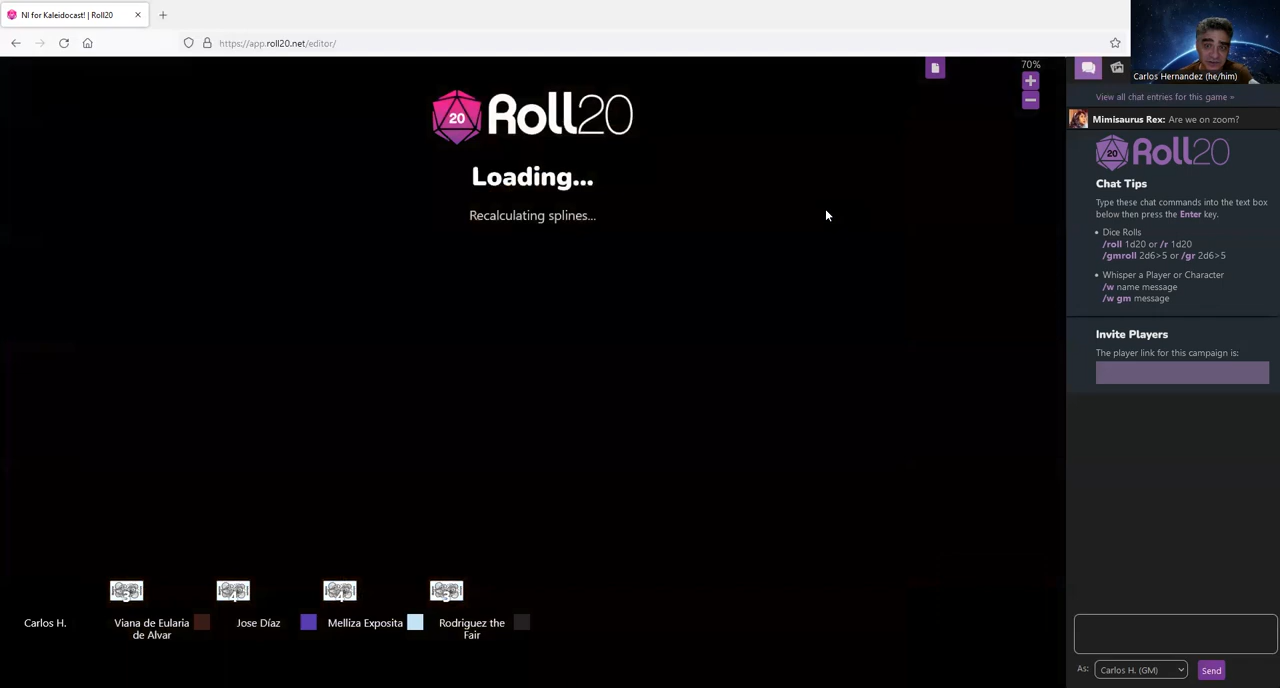 NI for Kaleidocast! | Roll20
https://app.roll20.net/editor/
Carlos Hernandez (he/him)
70%
View all chat entries for this game »
Mimisaurus Rex: Are we on zoom?
20 Roll20
20 Roll20
Loading...
Recalculating splines...
Chat Tips
Type these chat commands into the text box
below then press the Enter key.
• Dice Rolls
/roll 1d20 or /r 1d20
/gmroll 2d6>5 or /gr 2d6>5
• Whisper a Player or Character
/w name message
/w gm message
Invite Players
The player link for this campaign is:
Carlos H.
Viana de Eularia
de Alvar
Jose Díaz
Melliza Exposita
Rodriguez the
Fair
As:
Carlos H. (GM)
Send